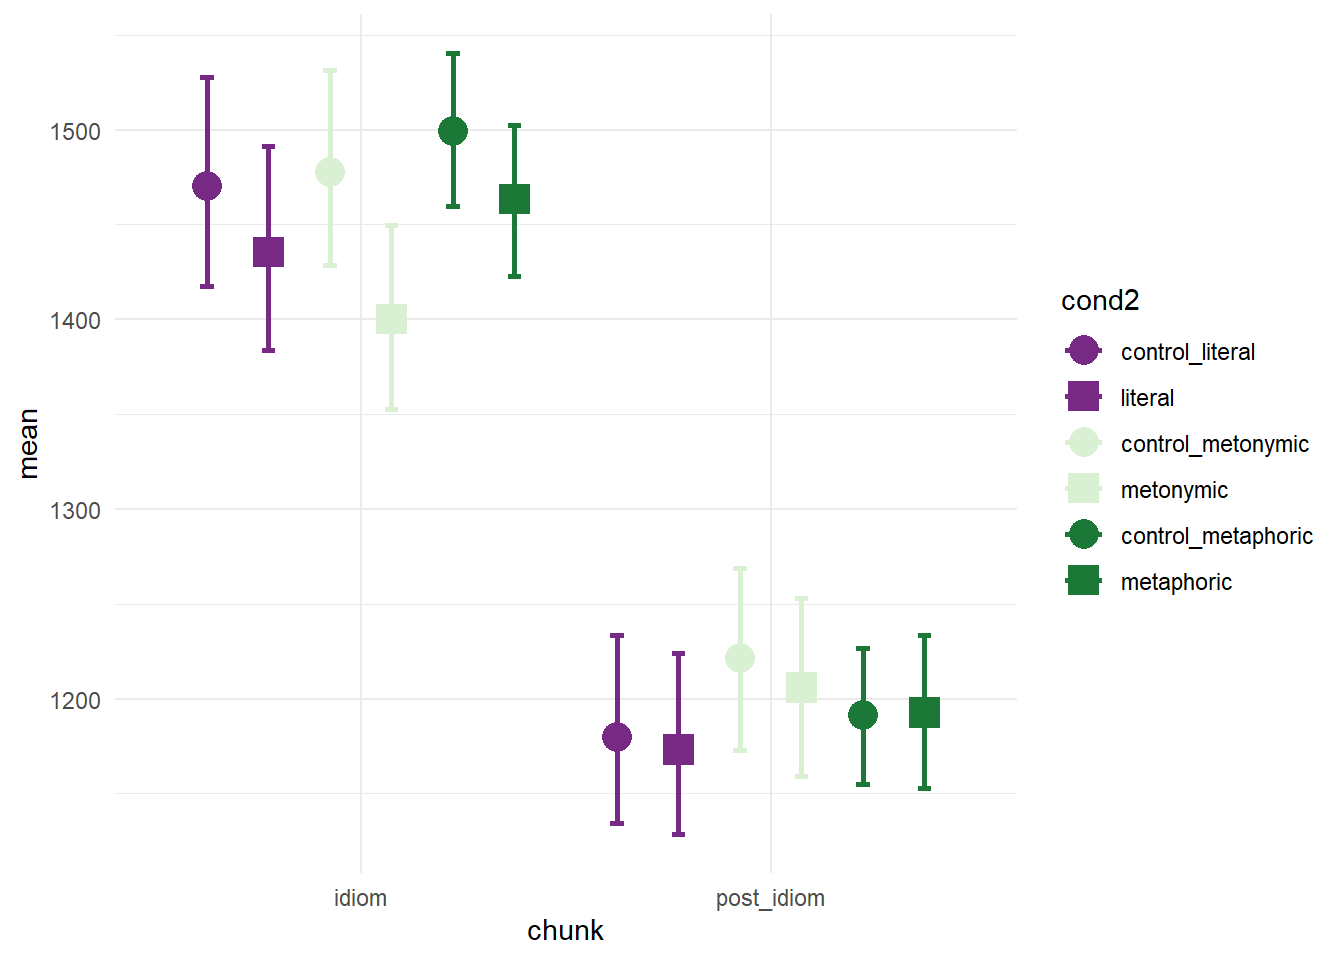 mean
1500
1400
1300
1200
idiom
post_idiom
chunk
cond2
control_literal
literal
control_metonymic
metonymic
control_metaphoric
metaphoric